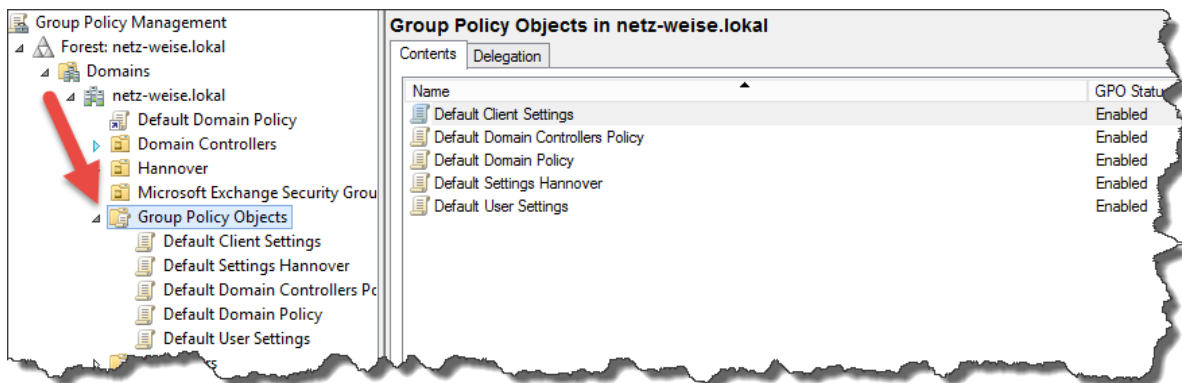 Group Policy Management
Forest: netz-weise.lokal
Domains
netz-weise.lokal
Default Domain Policy
Domain Controllers
Hannover
Microsoft Exchange Security Grou
Group Policy Objects
Default Client Settings
Default Settings Hannover
Default Domain Controllers Po
Default Domain Policy
Default User Settings
Group Policy Objects in netz-weise.lokal
Contents Delegation
Name GPO Statu
Default Client Settings Enabled
Default Domain Controllers Policy Enabled
Default Domain Policy Enabled
Default Settings Hannover Enabled
Default User Settings Enabled